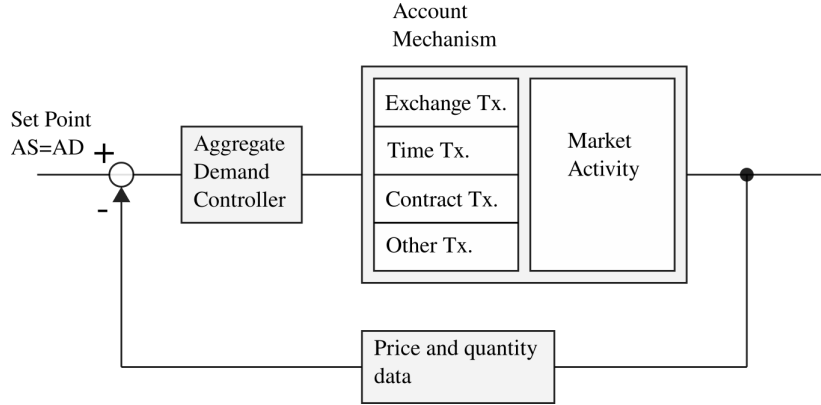 Account
Mechanism
Set Point
AS=AD
+
-
Aggregate
Demand
Controller
Exchange Tx.
Time Tx.
Contract Tx.
Other Tx.
Market
Activity
Price and quantity
data